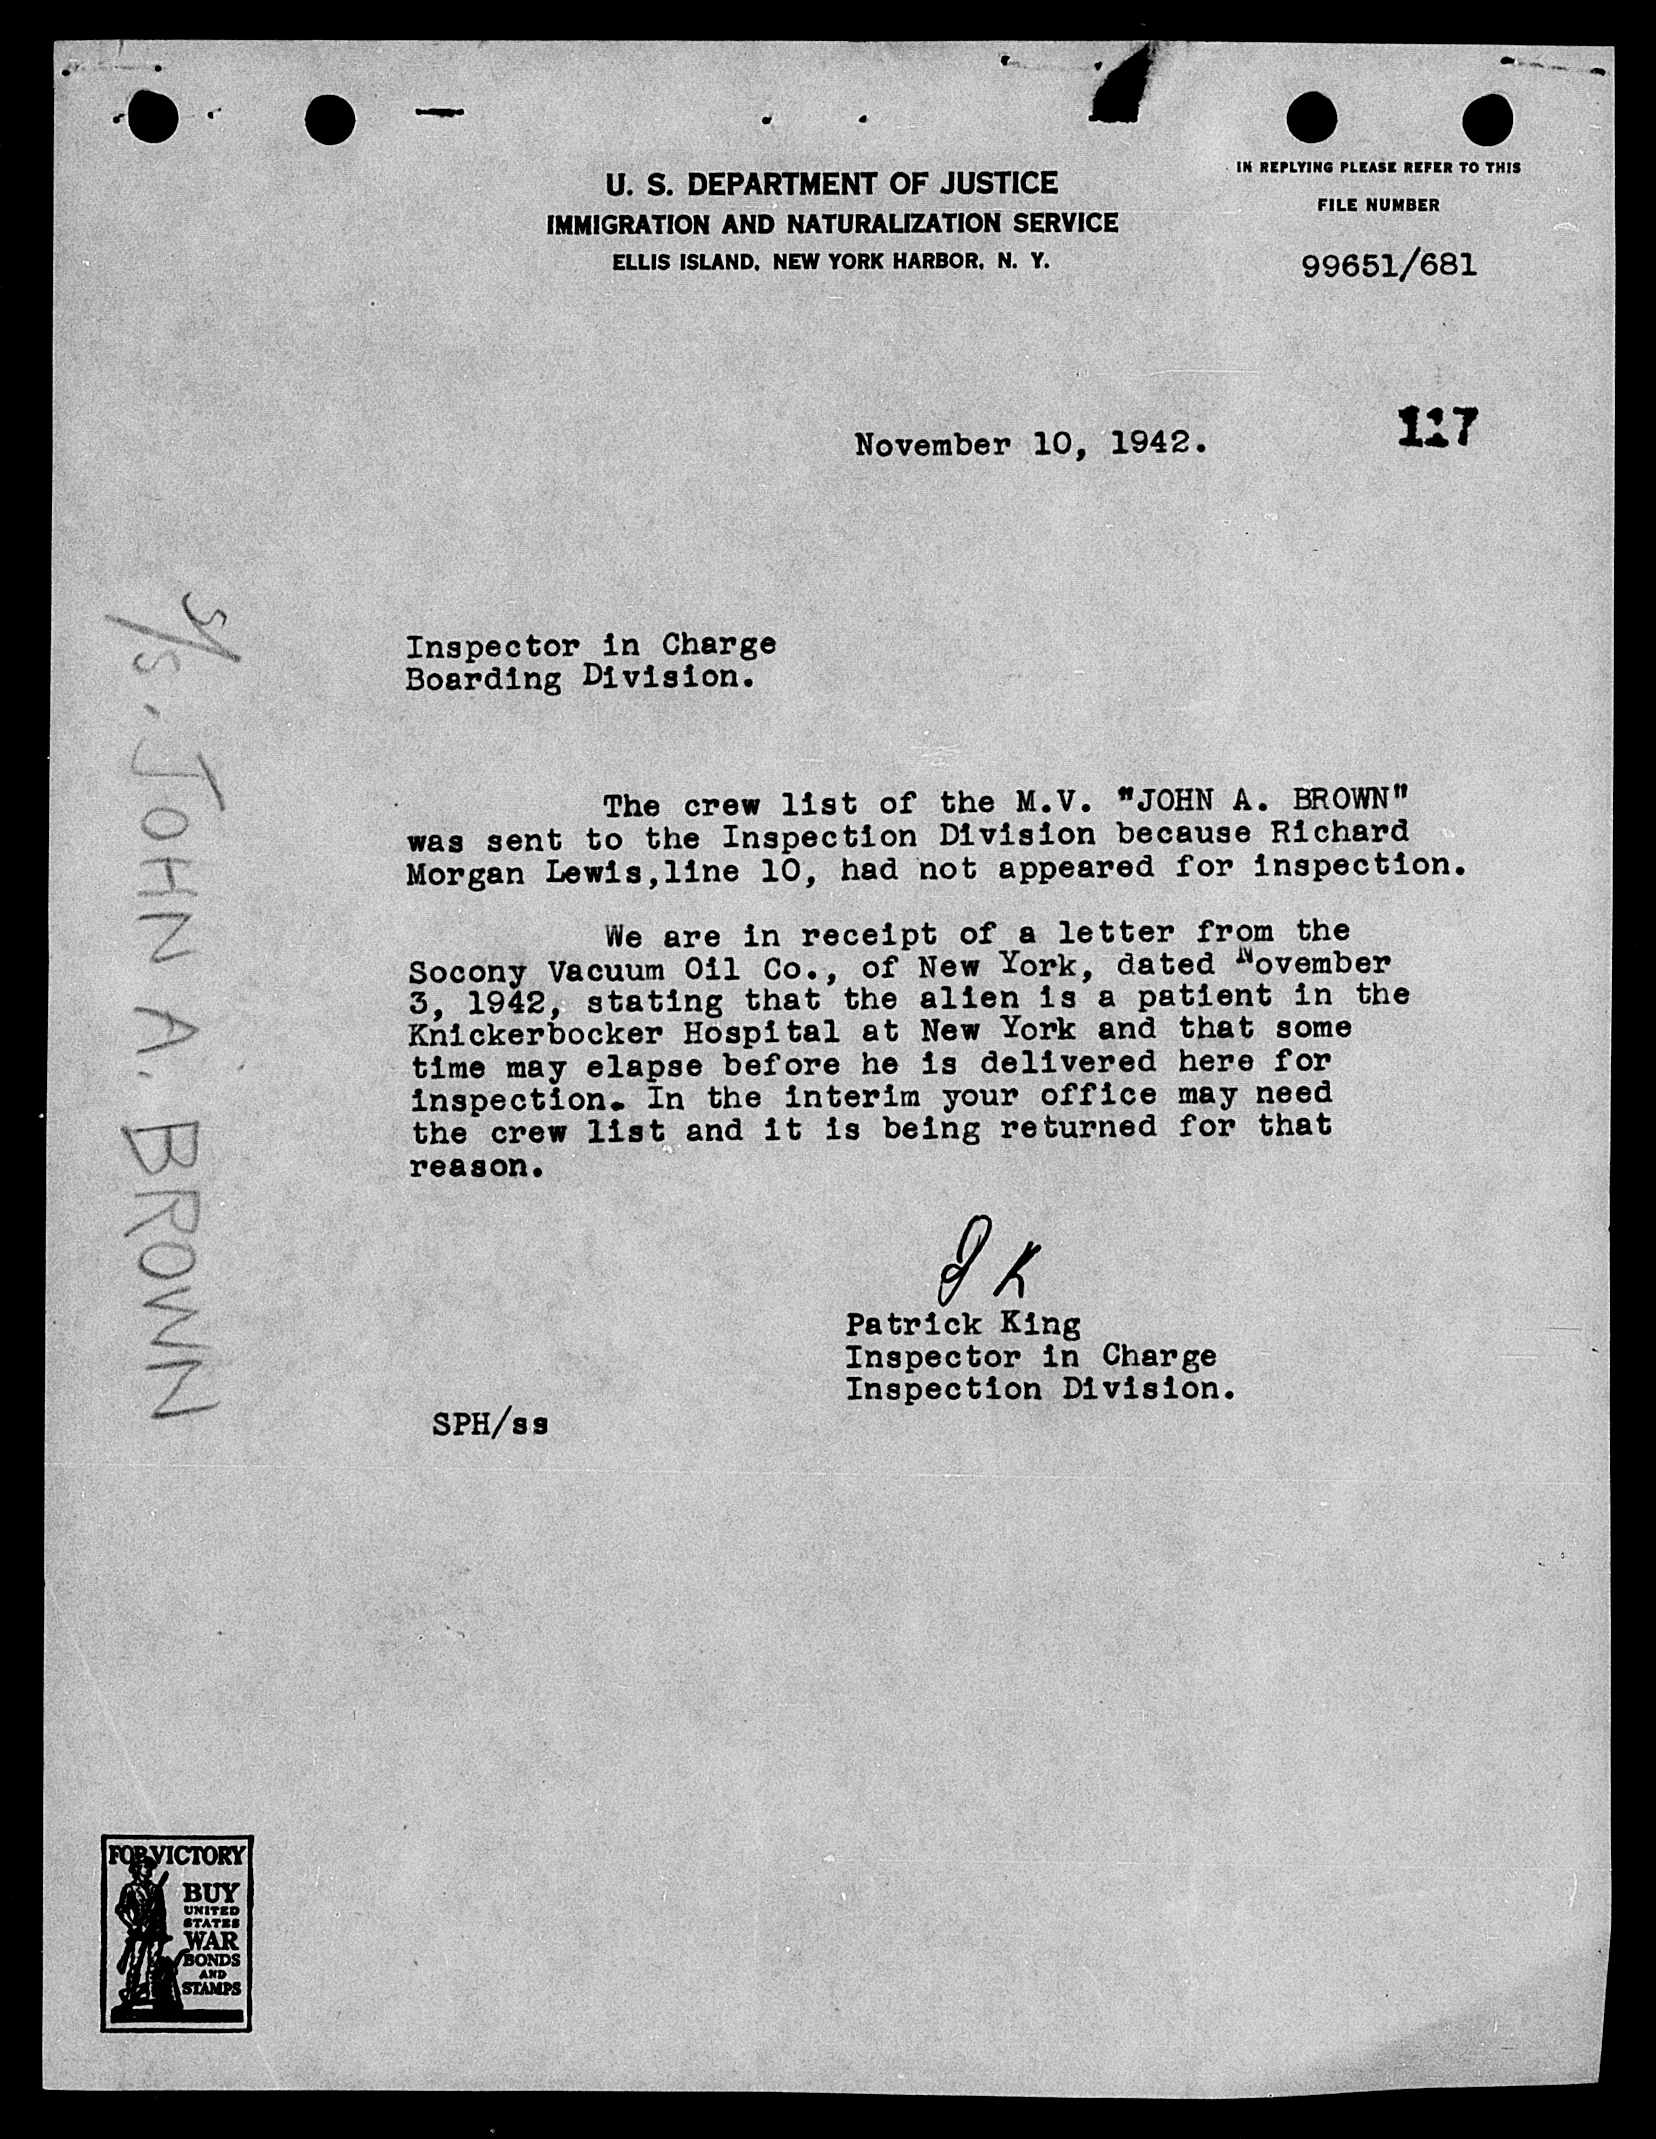 U. S. DEPARTMENT OF JUSTICE
IMMIGRATION AND NATURALIZATION SERVICE
ELLIS ISLAND, NEW YORK HARBOR, N. Y.
IN REPLYING PLEASE REFER TO THIS
FILE NUMBER
99651/681
November 10, 1942.
117
Inspector in Charge
Boarding Division.
The crew list of the M.V. "JOHN A. BROWN"
was sent to the Inspection Division because Richard
Morgan Lewis,line 10, had not appeared for inspection.
We are in receipt of a letter from the
Socony Vacuum Oil Co., of New York, dated November
3, 1942, stating that the alien is a patient in the
Knickerbocker Hospital at New York and that some
time may elapse before he is delivered here for
inspection. In the interim your office may need
the crew list and it is being returned for that
reason.
Patrick King
Inspector in Charge
Inspection Division.
SPH/ss
S/S. JOHN A. BROWN
FOR VICTORY
BUY
UNITED
STATES
WAR
BONDS
AND
STAMPS